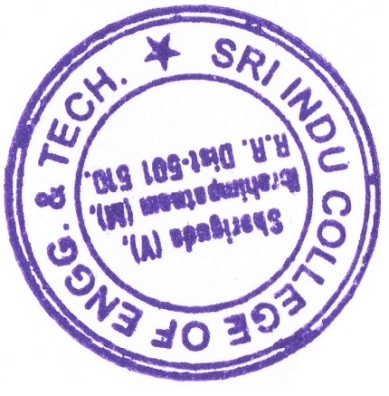 SRI INDU COLLEGE OF ENGG. & TECH.
Sheriguda (V),
Ibrahimpatnam (M),
R.R. Dist-501 510.